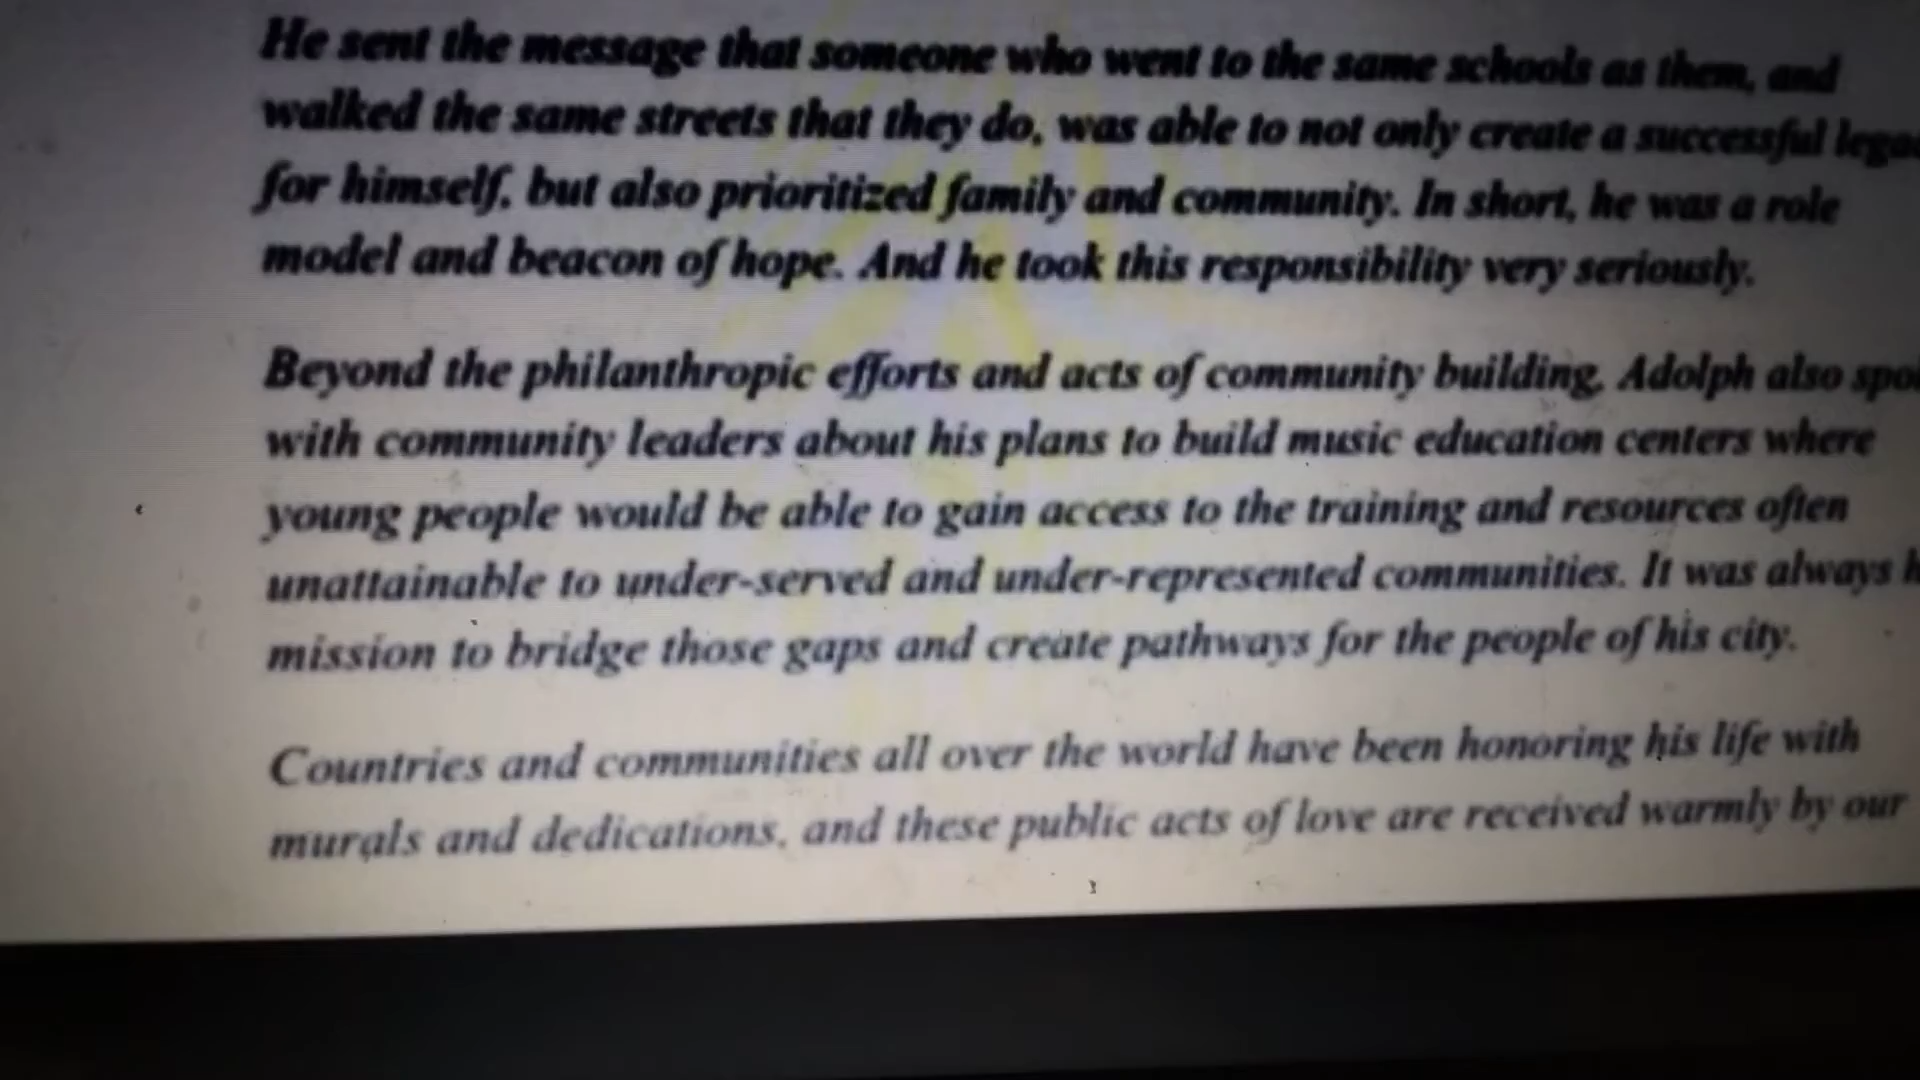 He sent the message that someone who went to the same schools as them, and
walked the same streets that they do, was able to not only create a successful
for himself, but also prioritized family and community. In short, he was a role
model and beacon of hope. And he took this responsibility very seriously.
Beyond the philanthropic efforts and acts of community building, Adolph also
with community leaders about his plans to build music education centers where
young people would be able to gain access to the training and resources often
unattainable to under-served and under-represented communities. It was always
mission to bridge those gaps and create pathways for the people of his city.
Countries and communities all over the world have been honoring his life with
murals and dedications, and these public acts of love are received warmly by our